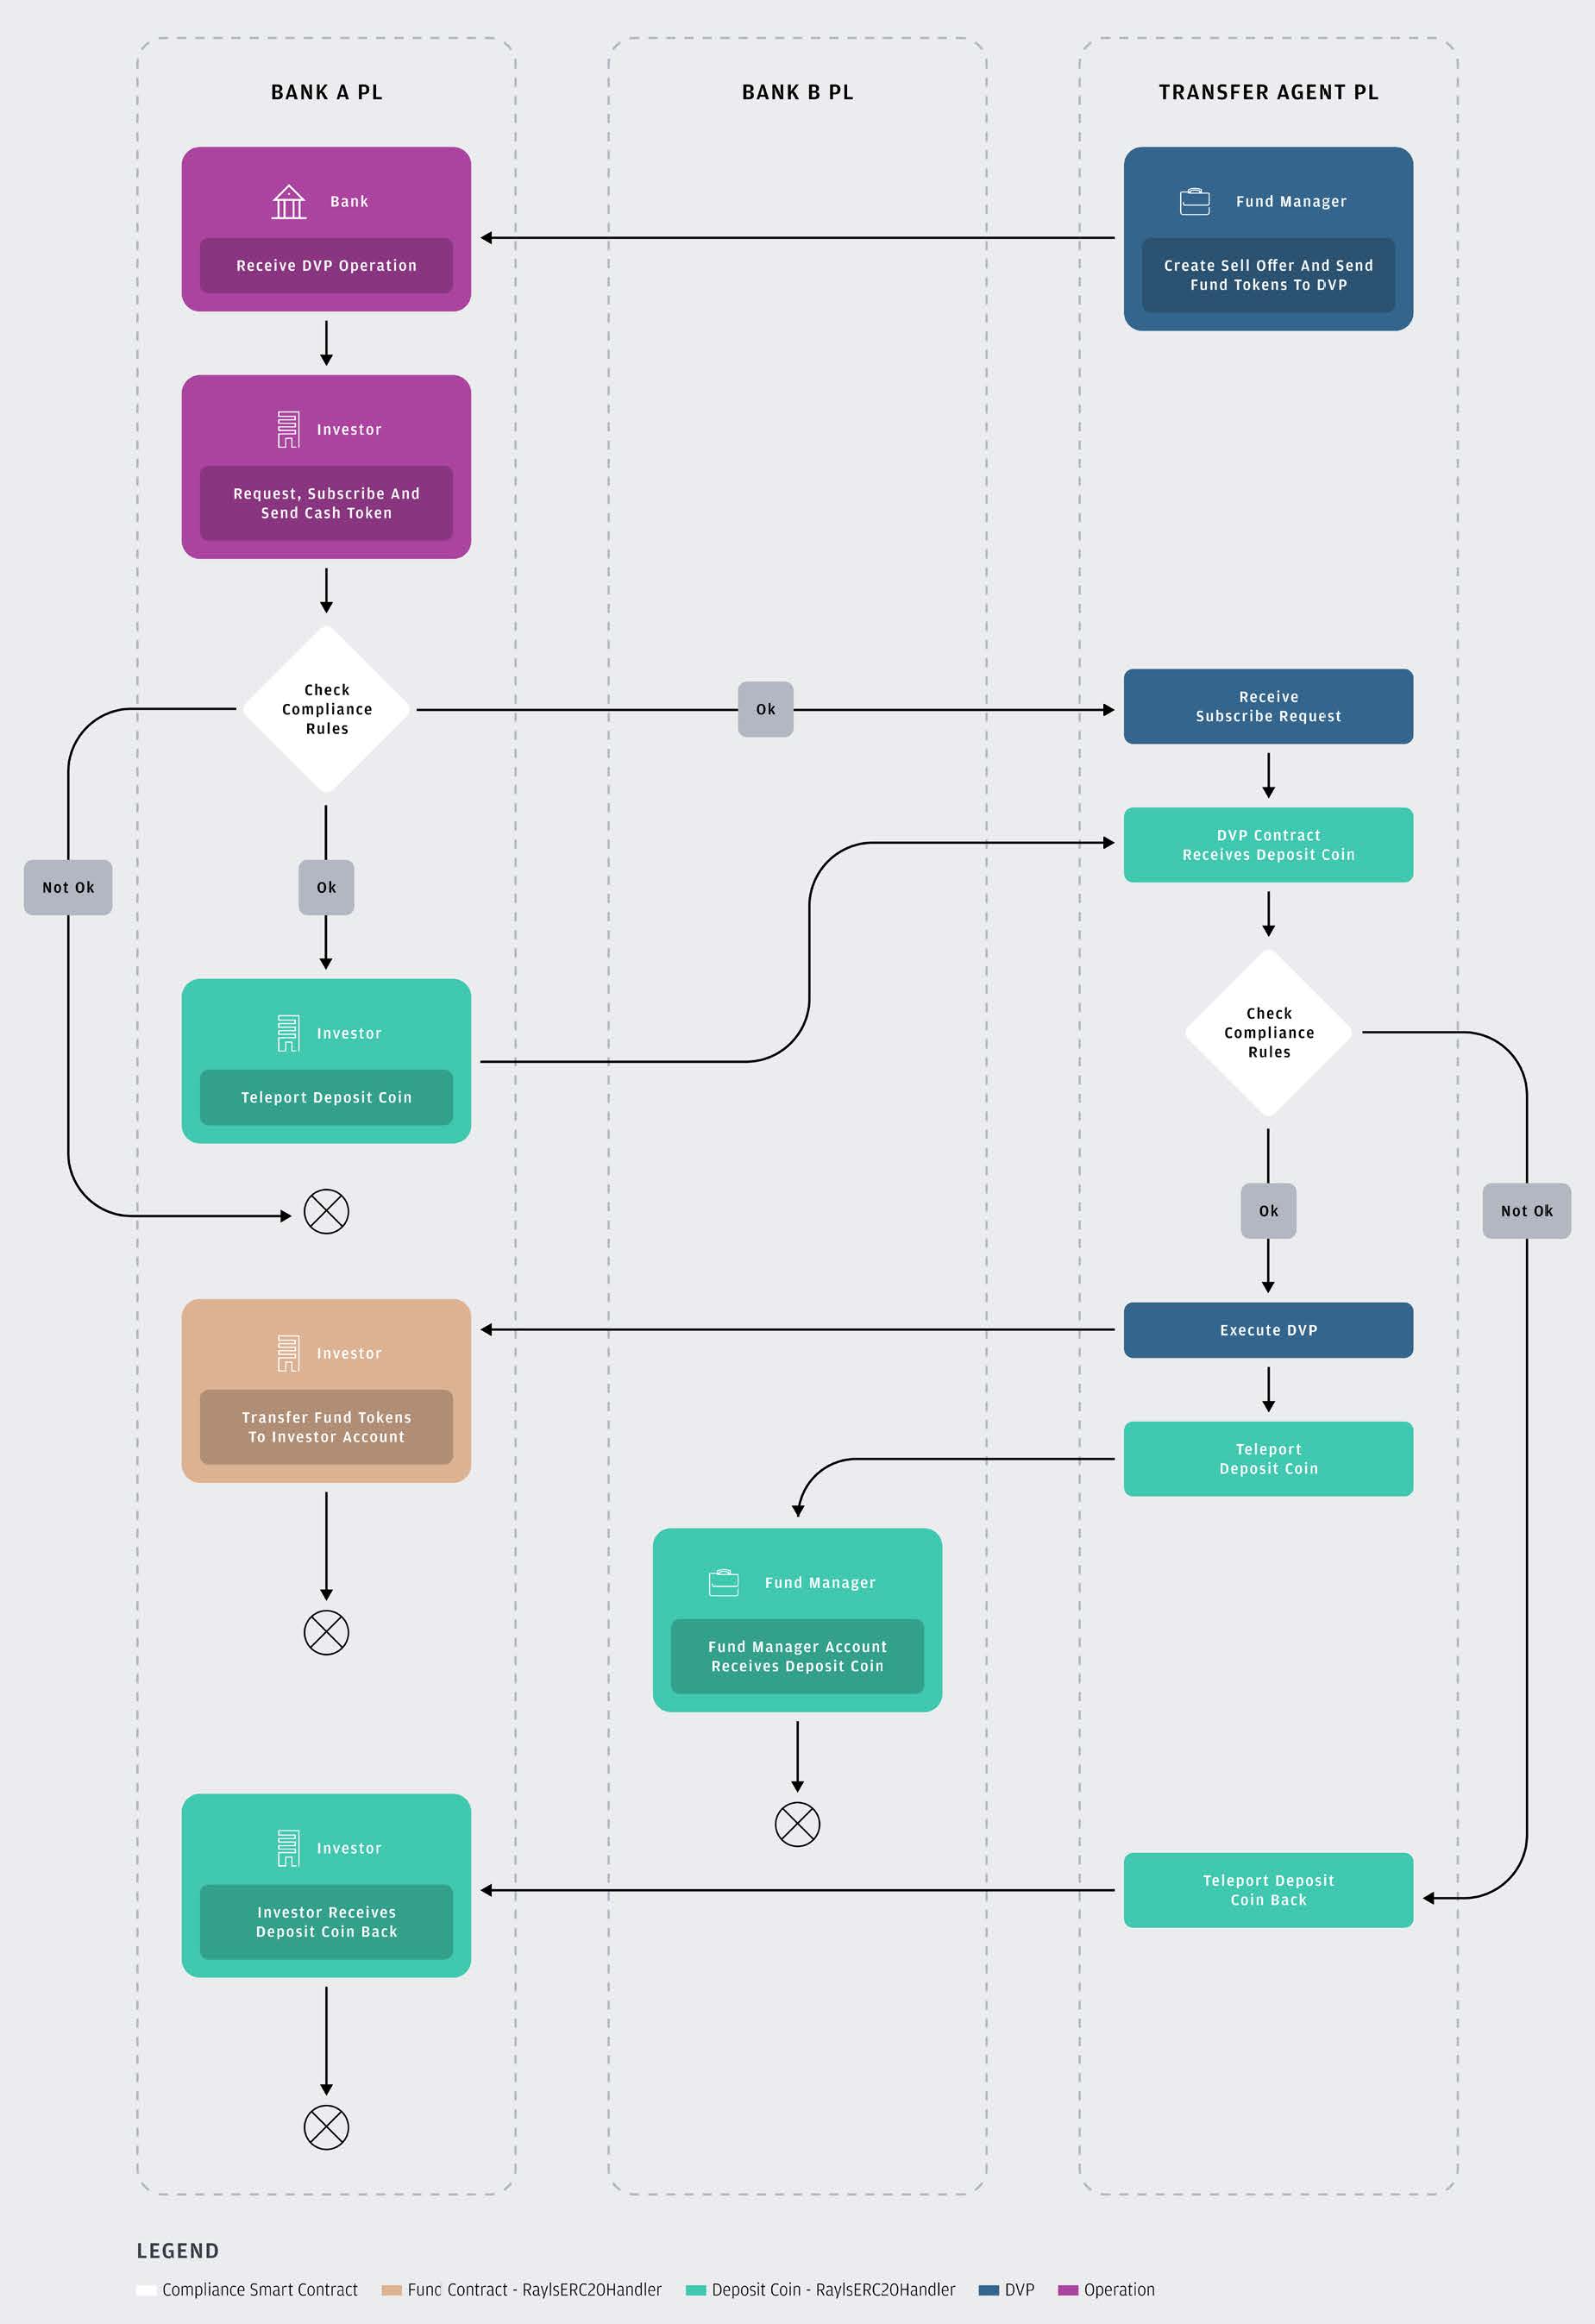 BANK A PL
BANK B PL
TRANSFER AGENT PL
Bank
Receive DVP Operation
Fund Manager
Create Sell Offer And Send
Fund Tokens To DVP
Investor
Request, Subscribe And
Send Cash Token
Check
Compliance
Rules
Ok
Receive
Subscribe Request
DVP Contract
Receives Deposit Coin
Not Ok
Ok
Investor
Teleport Deposit Coin
Check
Compliance
Rules
Ok
Not Ok
Investor
Transfer Fund Tokens
To Investor Account
Execute DVP
Teleport
Deposit Coin
Fund Manager
Fund Manager Account
Receives Deposit Coin
Investor
Investor Receives
Deposit Coin Back
Teleport Deposit
Coin Back
LEGEND
Compliance Smart Contract
Fund Contract - RaylsERC20Handler
Deposit Coin - RaylsERC20Handler
DVP
Operation